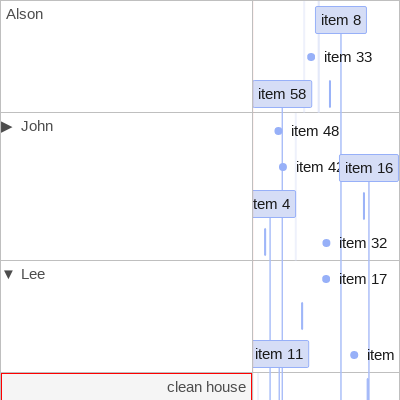 Alson
item 8
item 33
item 58
▶ John
item 48
item 42
item 16
tem 4
item 32
▼ Lee
item 17
item 11
item
clean house